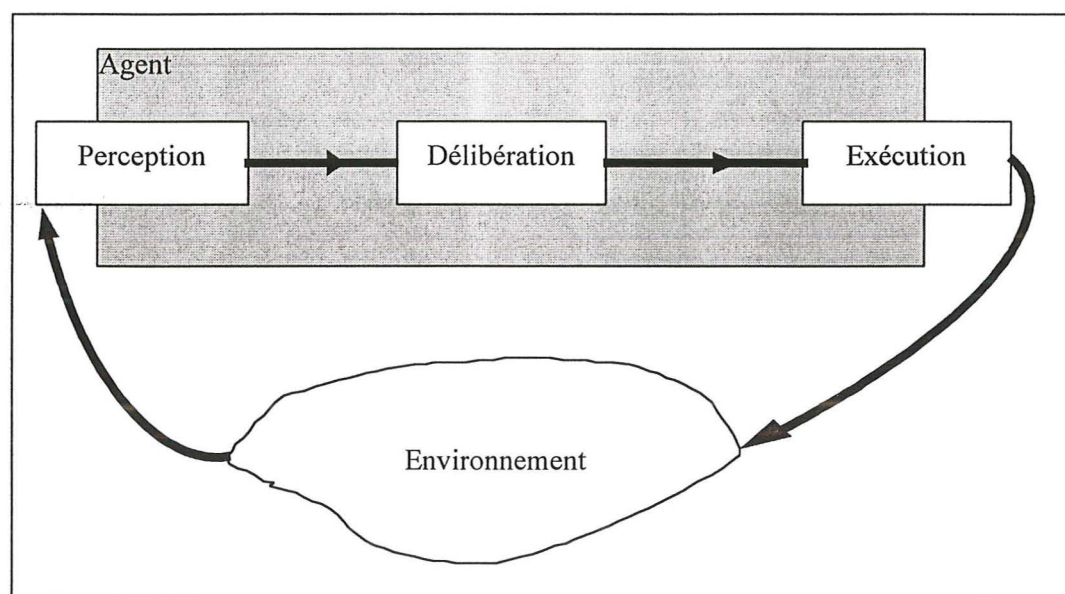 Agent
Perception
Délibération
Exécution
Environnement